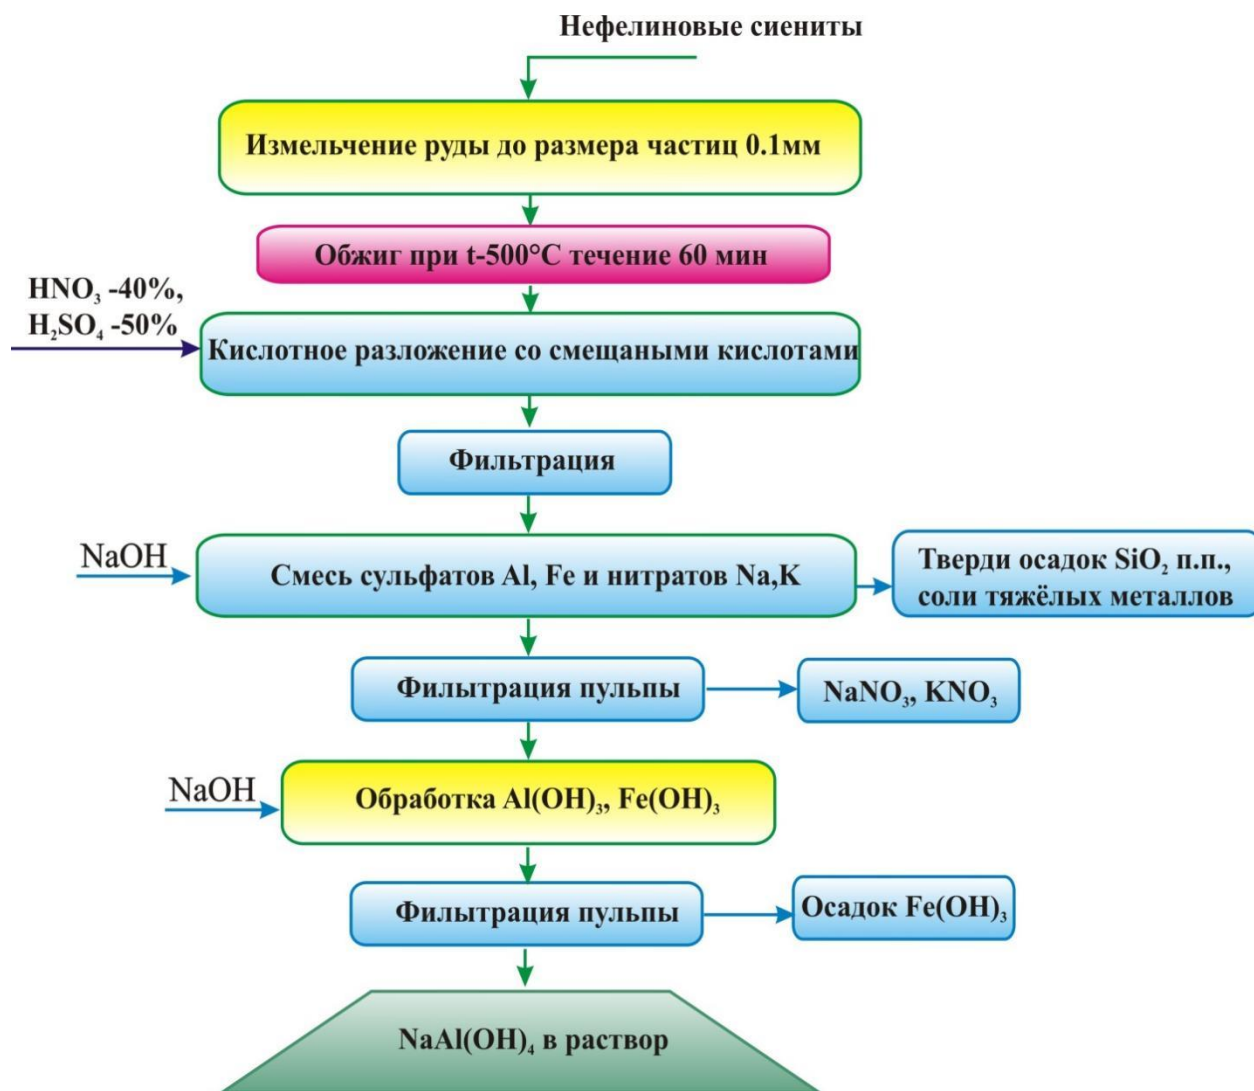 Нефелиновые сиениты
Измельчение руды до размера частиц 0.1мм
Обжиг при t-500°С течение 60 мин
HNO₃ -40%,
H₂SO₄ -50%
Кислотное разложение со смещаными кислотами
Фильтрация
NaOH
Смесь сульфатов Al, Fe и нитратов Na,K
Тверди осадок SiO₂ п.п.,
соли тяжёлых металлов
Филытрация пульпы
NaNO₃, KNO₃
NaOH
Обработка Al(OH)₃, Fe(OH)₃
Филытрация пульпы
Осадок Fe(OH)₃
NaAl(OH)₄ в раствор